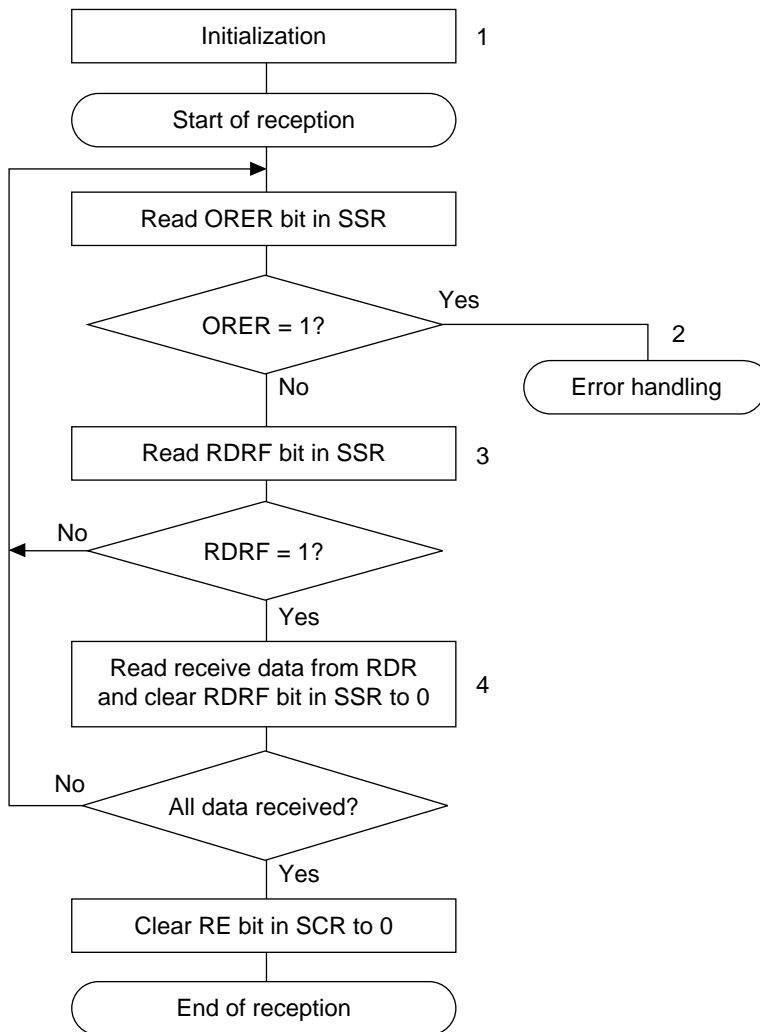 Initialization
1
Start of reception
Read ORER bit in SSR
Yes
ORER = 1?
2
Error handling
No
Read RDRF bit in SSR
3
No
RDRF = 1?
Yes
Read receive data from RDR
and clear RDRF bit in SSR to 0
4
No
All data received?
Yes
Clear RE bit in SCR to 0
End of reception